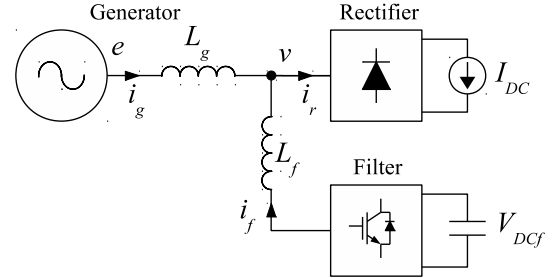 Generator
Rectifier
e
L_g
v
i_g
i_r
I_DC
L_f
Filter
i_f
V_DCf